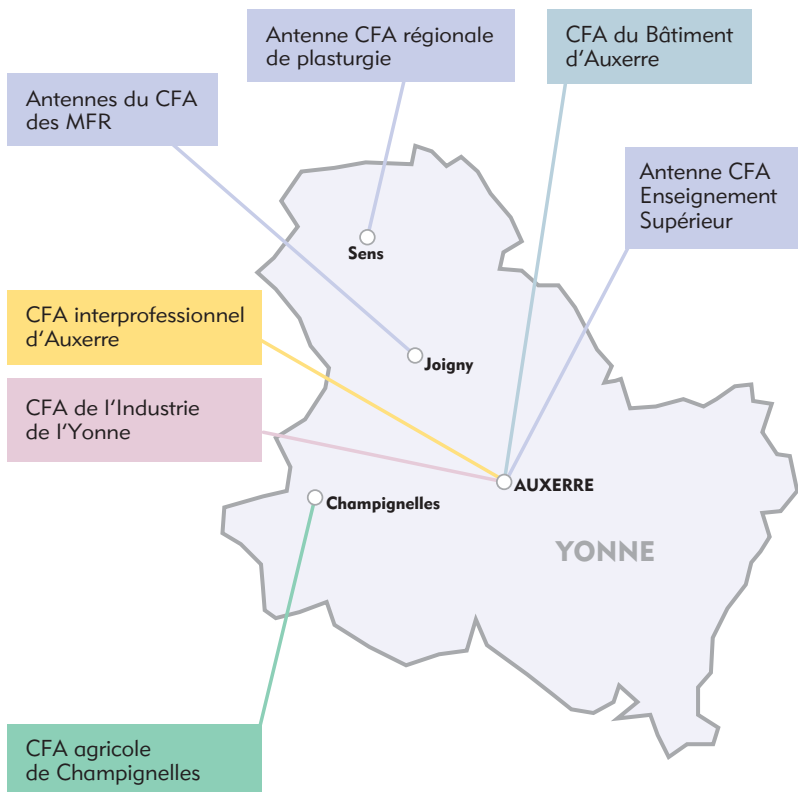 Antenne CFA régionale
de plasturgie
CFA du Bâtiment
d'Auxerre
Antennes du CFA
des MFR
Antenne CFA
Enseignement
Supérieur
Sens
CFA interprofessionnel
d'Auxerre
Joigny
CFA de l'Industrie
de l'Yonne
AUXERRE
Champignelles
YONNE
CFA agricole
de Champignelles